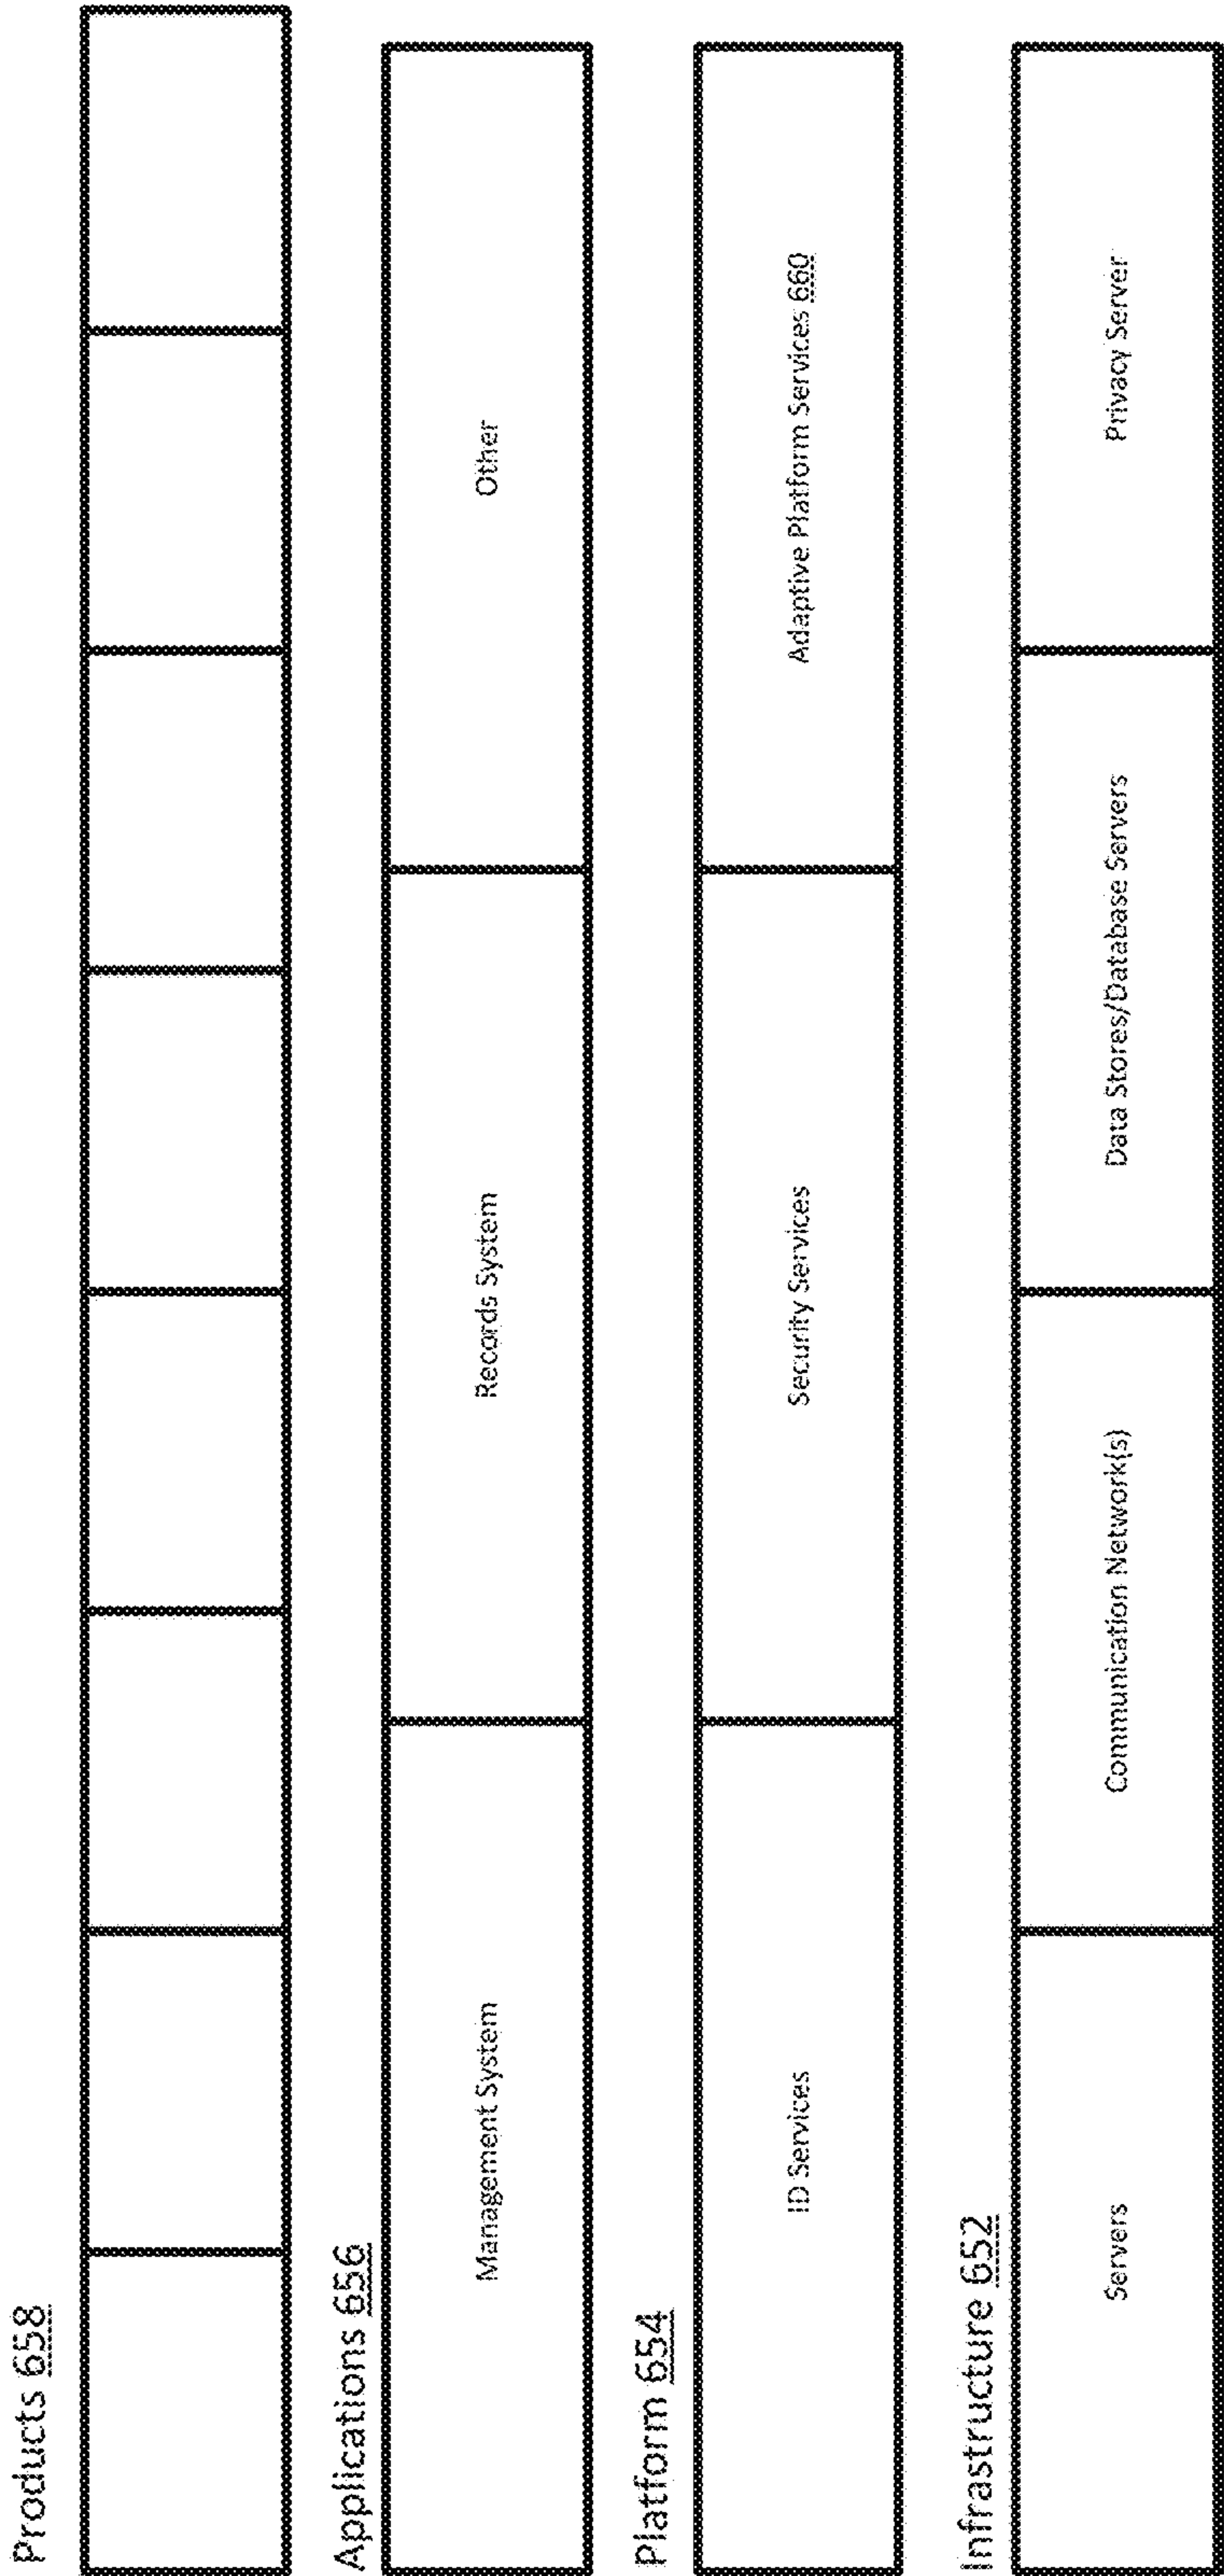 Products 658
Applications 656
Management System
Records System
Other
Platform 654
ID Services
Security Services
Adaptive Platform Services 660
Infrastructure 652
Servers
Communication Network(s)
Data Stores/Database Servers
Privacy Server